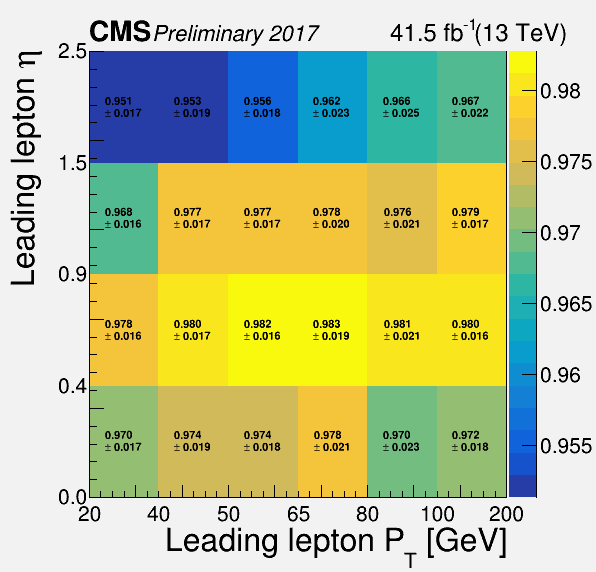 CMS Preliminary 2017 41.5 fb⁻¹(13 TeV)
Leading lepton η
2.5
1.5
0.9
0.4
0.0
0.951 0.953 0.956 0.962 0.966 0.967
± 0.017 ± 0.019 ± 0.018 ± 0.023 ± 0.025 ± 0.022
0.968 0.977 0.977 0.978 0.976 0.979
± 0.016 ± 0.017 ± 0.017 ± 0.020 ± 0.021 ± 0.017
0.978 0.980 0.982 0.983 0.981 0.980
± 0.016 ± 0.017 ± 0.016 ± 0.019 ± 0.021 ± 0.016
0.970 0.974 0.974 0.978 0.970 0.972
± 0.017 ± 0.019 ± 0.018 ± 0.021 ± 0.023 ± 0.018
0.98
0.975
0.97
0.965
0.96
0.955
20 40 50 65 80 100 200
Leading lepton P_T [GeV]